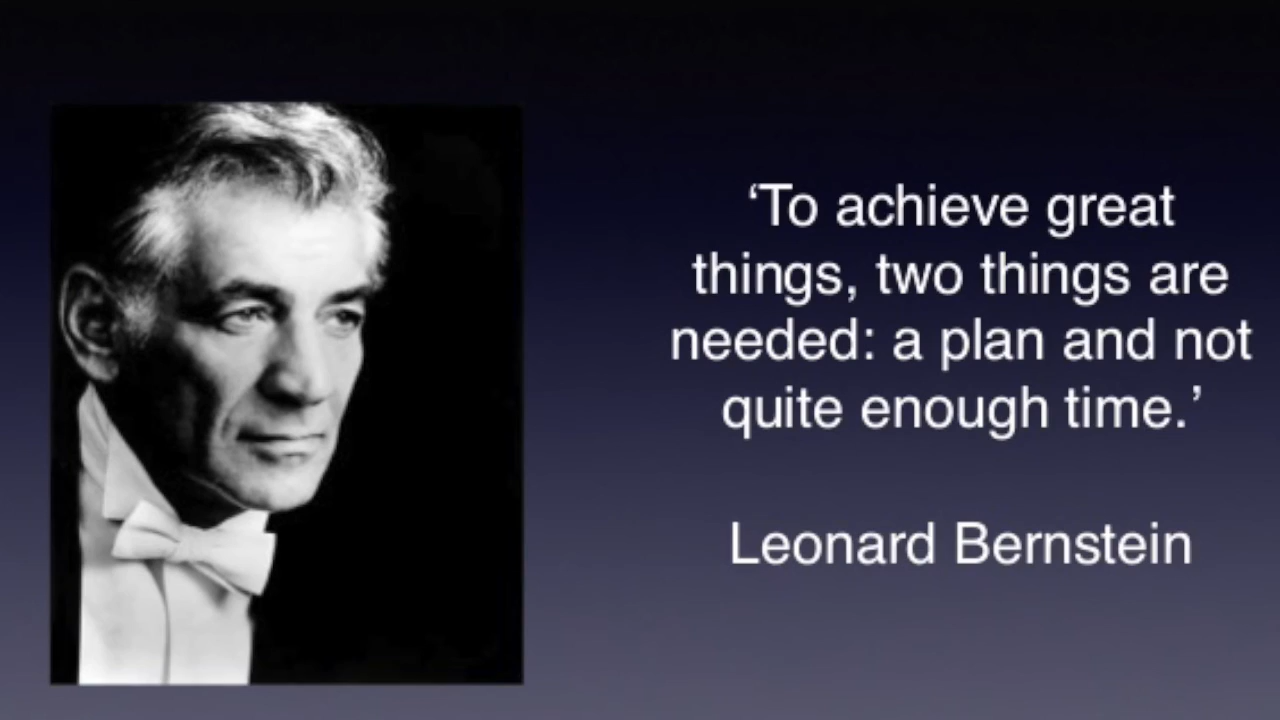 ‘To achieve great
things, two things are
needed: a plan and not
quite enough time.’
Leonard Bernstein